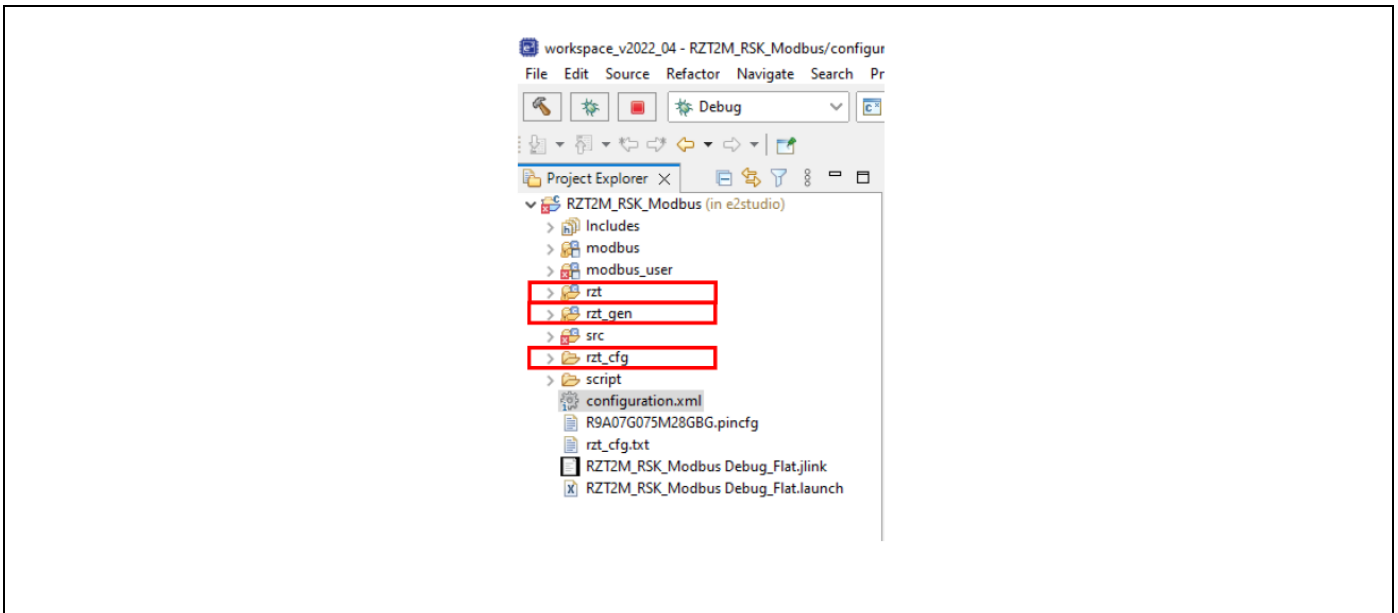 workspace_v2022_04 - RZT2M_RSK_Modbus/configur
File Edit Source Refactor Navigate Search Pr
Debug
Project Explorer
RZT2M_RSK_Modbus (in e2studio)
Includes
modbus
modbus_user
rzt
rzt_gen
src
rzt_cfg
script
configuration.xml
R9A07G075M28GBG.pincfg
rzt_cfg.txt
RZT2M_RSK_Modbus Debug_Flat.jlink
RZT2M_RSK_Modbus Debug_Flat.launch